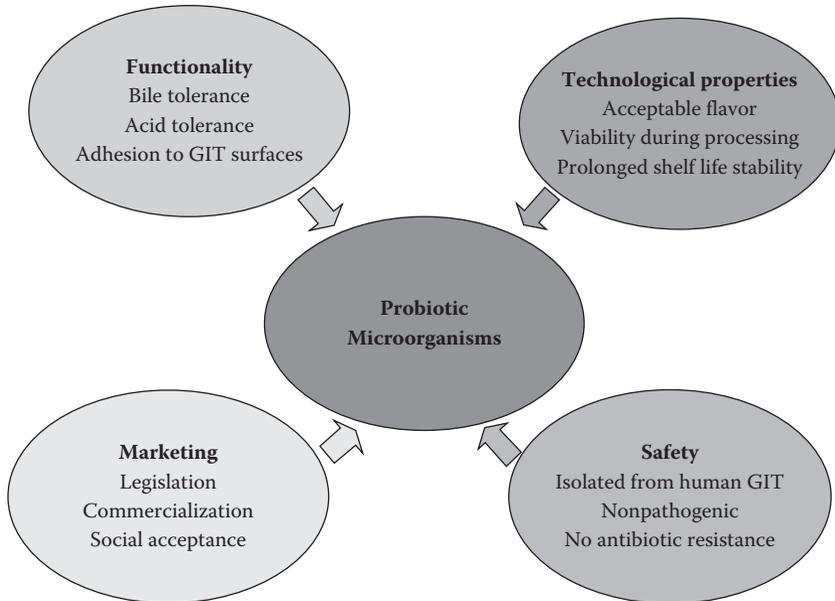 Functionality
Bile tolerance
Acid tolerance
Adhesion to GIT surfaces
Technological properties
Acceptable flavor
Viability during processing
Prolonged shelf life stability
Probiotic
Microorganisms
Marketing
Legislation
Commercialization
Social acceptance
Safety
Isolated from human GIT
Nonpathogenic
No antibiotic resistance